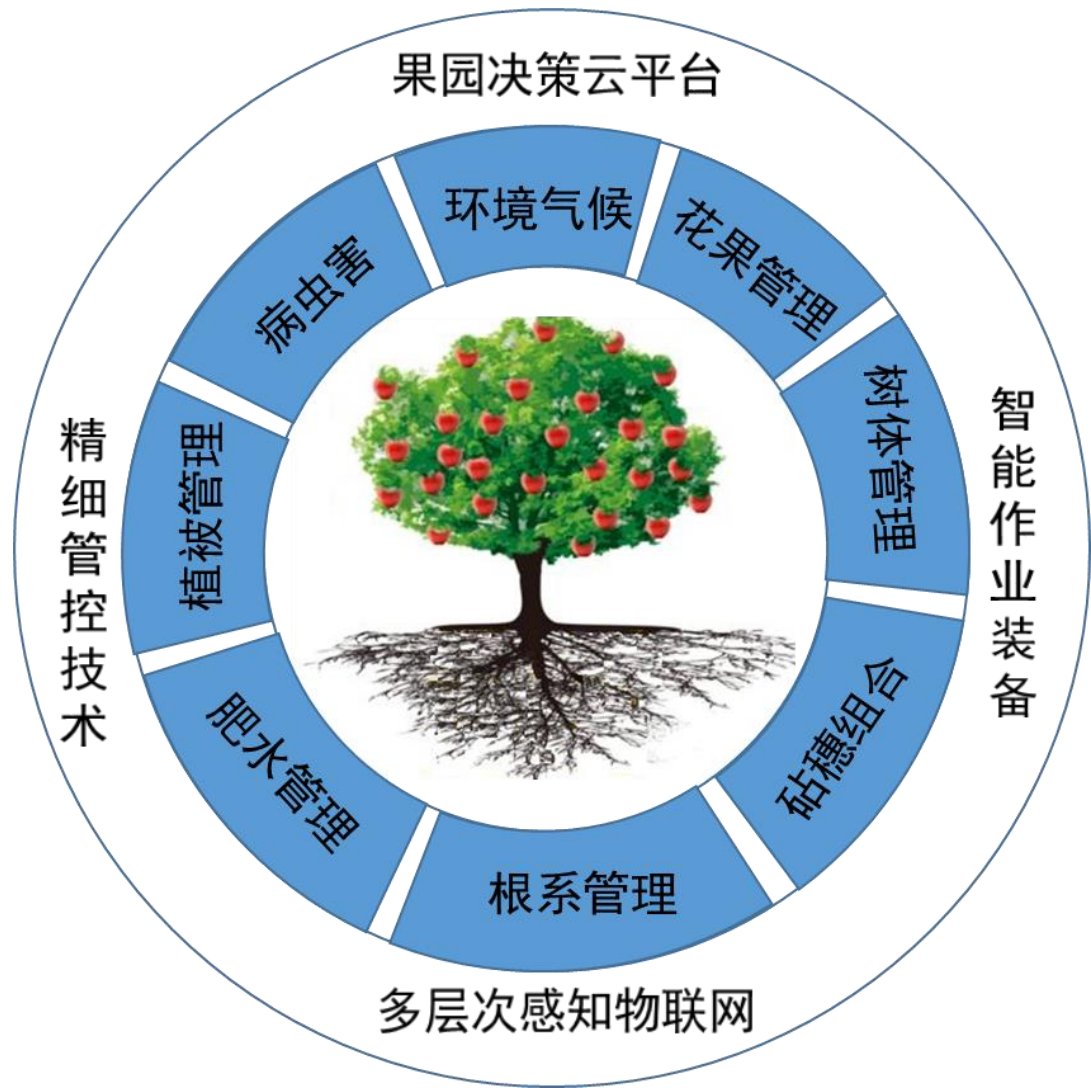 果园决策云平台
环境气候
花果管理
树体管理
砧穗组合
根系管理
肥水管理
植被管理
病虫害
精细管控技术
智能作业装备
多层次感知物联网